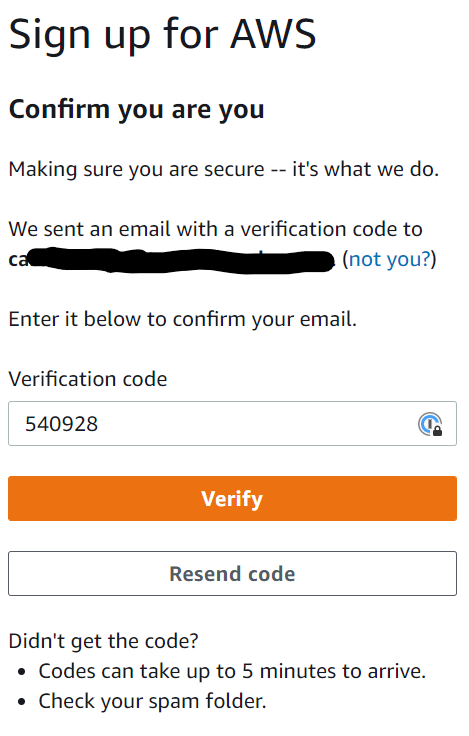 Sign up for AWS
Confirm you are you
Making sure you are secure -- it's what we do.
We sent an email with a verification code to
ca (not you?)
Enter it below to confirm your email.
Verification code
540928
Verify
Resend code
Didn't get the code?
• Codes can take up to 5 minutes to arrive.
• Check your spam folder.